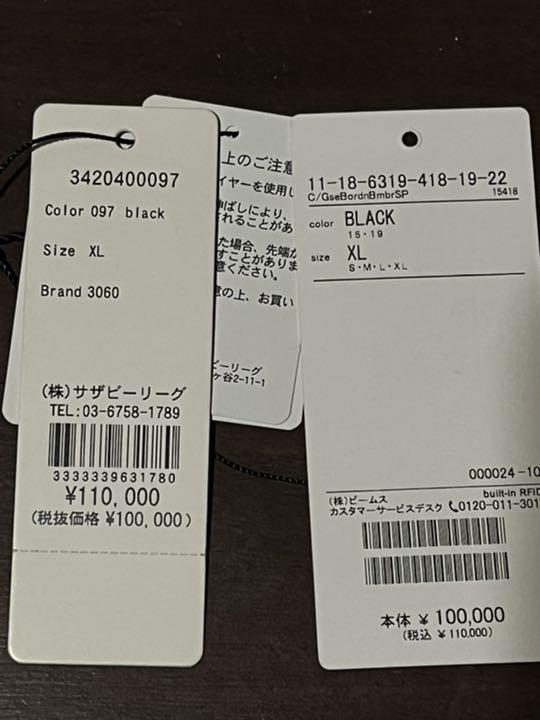 3420400097
Color 097 black
Size XL
Brand 3060
(株)サザビーリーグ
TEL:03-6758-1789
3333339631780
¥110,000
(税抜価格 ¥100,000)
上のご注意
イヤーを使用し
伸ばしにより、
されることがあ
た場合、先端が
すことがありま
意ください。
意の上、お買い
ビーリーグ
ケ谷2-11-1
11-18-6319-418-19-22
C/GseBordnBmbrSP
15418
color BLACK
15・19
size XL
S・M・L・XL
000024-10
built-in RFID
(株)ビームス
カスタマーサービスデスク 0120-011-301
本体 ¥ 100,000
(税込 ¥ 110,000)